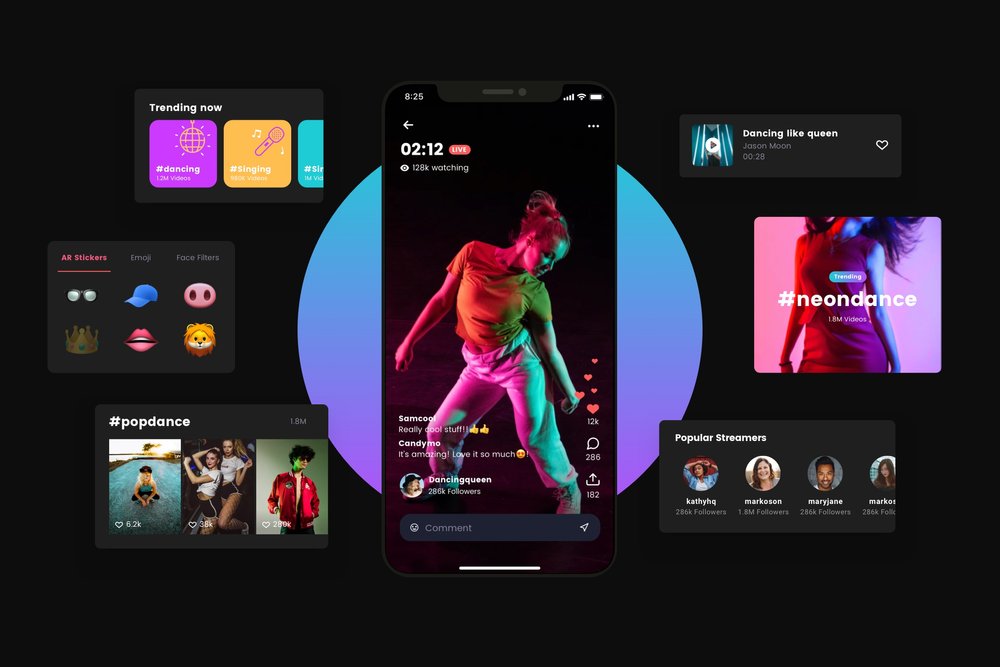 Trending now
#dancing
1.2M Videos
#Singing
980K Videos
#Sin
1M Vid
AR Stickers
Emoji
Face Filters
#popdance
1.8M
6.2k
38k
280k
8:25
02:12
LIVE
128k watching
Samcool
Really cool stuff!!👍👍
Candymo
It's amazing! Love it so much😍!
Dancingqueen
286k Followers
12k
286
182
Comment
Dancing like queen
Jason Moon
00:28
Trending
#neondance
1.8M Videos
Popular Streamers
kathyhq
286k Followers
markoson
1.8M Followers
maryjane
286k Followers
markos
286k Foll